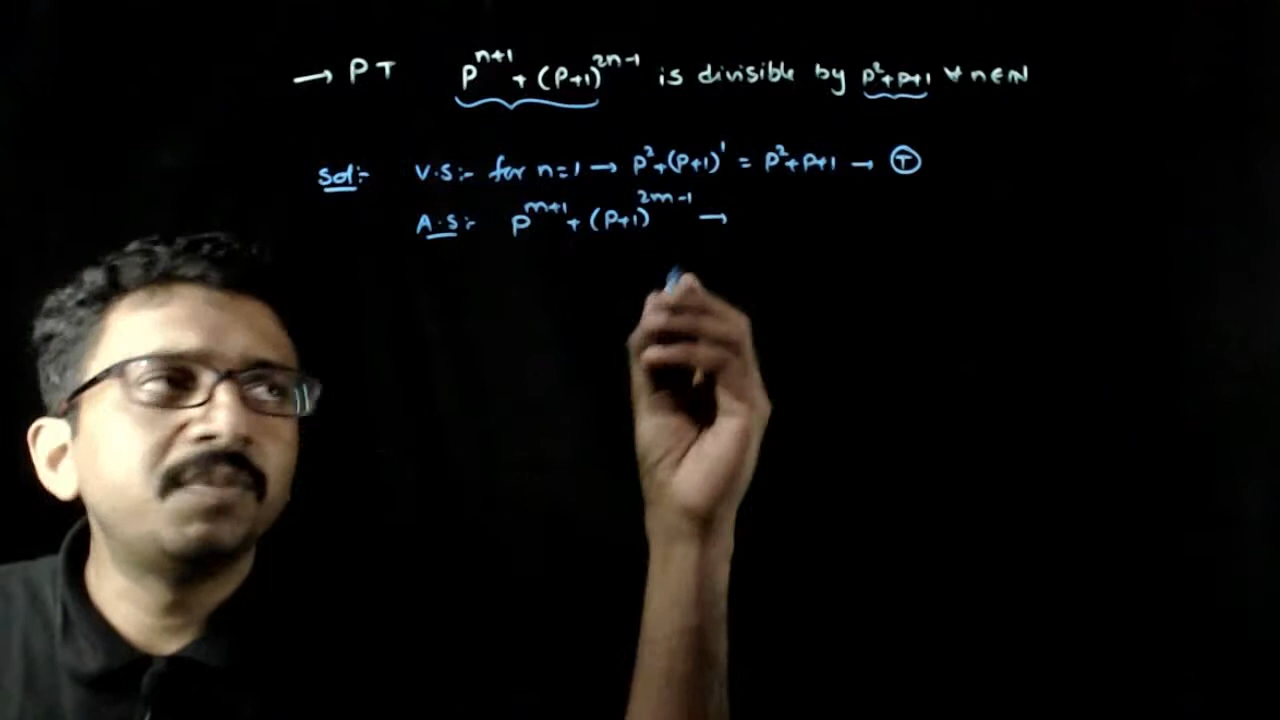 → PT p^{n+1} + (p+1)^{2n-1} is divisible by p²+p+1 ∀ n∈ℕ
Sol:- V.S:- for n=1 → p²+(p+1)¹ = p²+p+1 → Ⓣ
A.S:- p^{m+1} + (p+1)^{2m-1} →